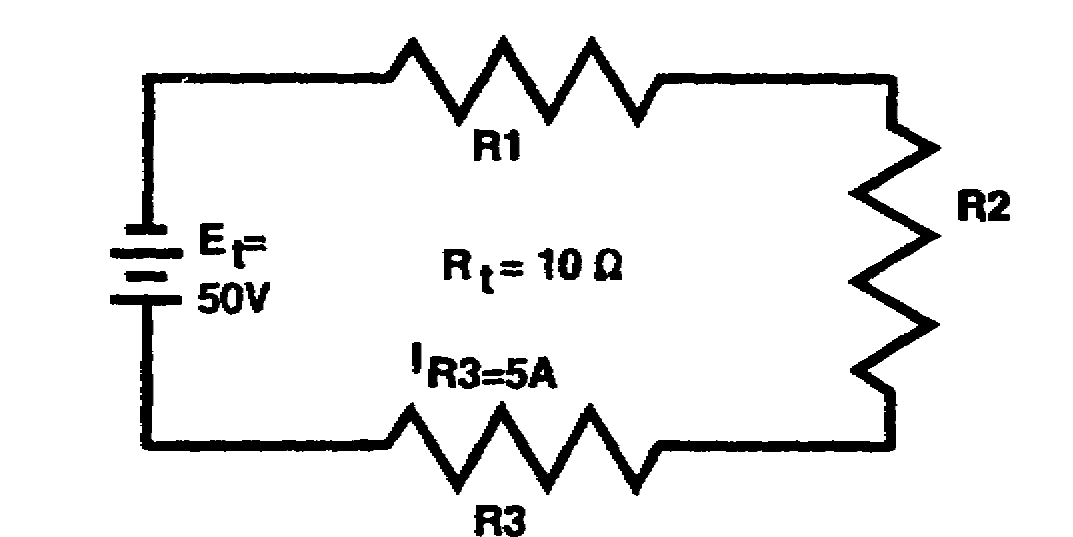 R1
R2
Et=
50V
Rt = 10 Ω
IR3=5A
R3